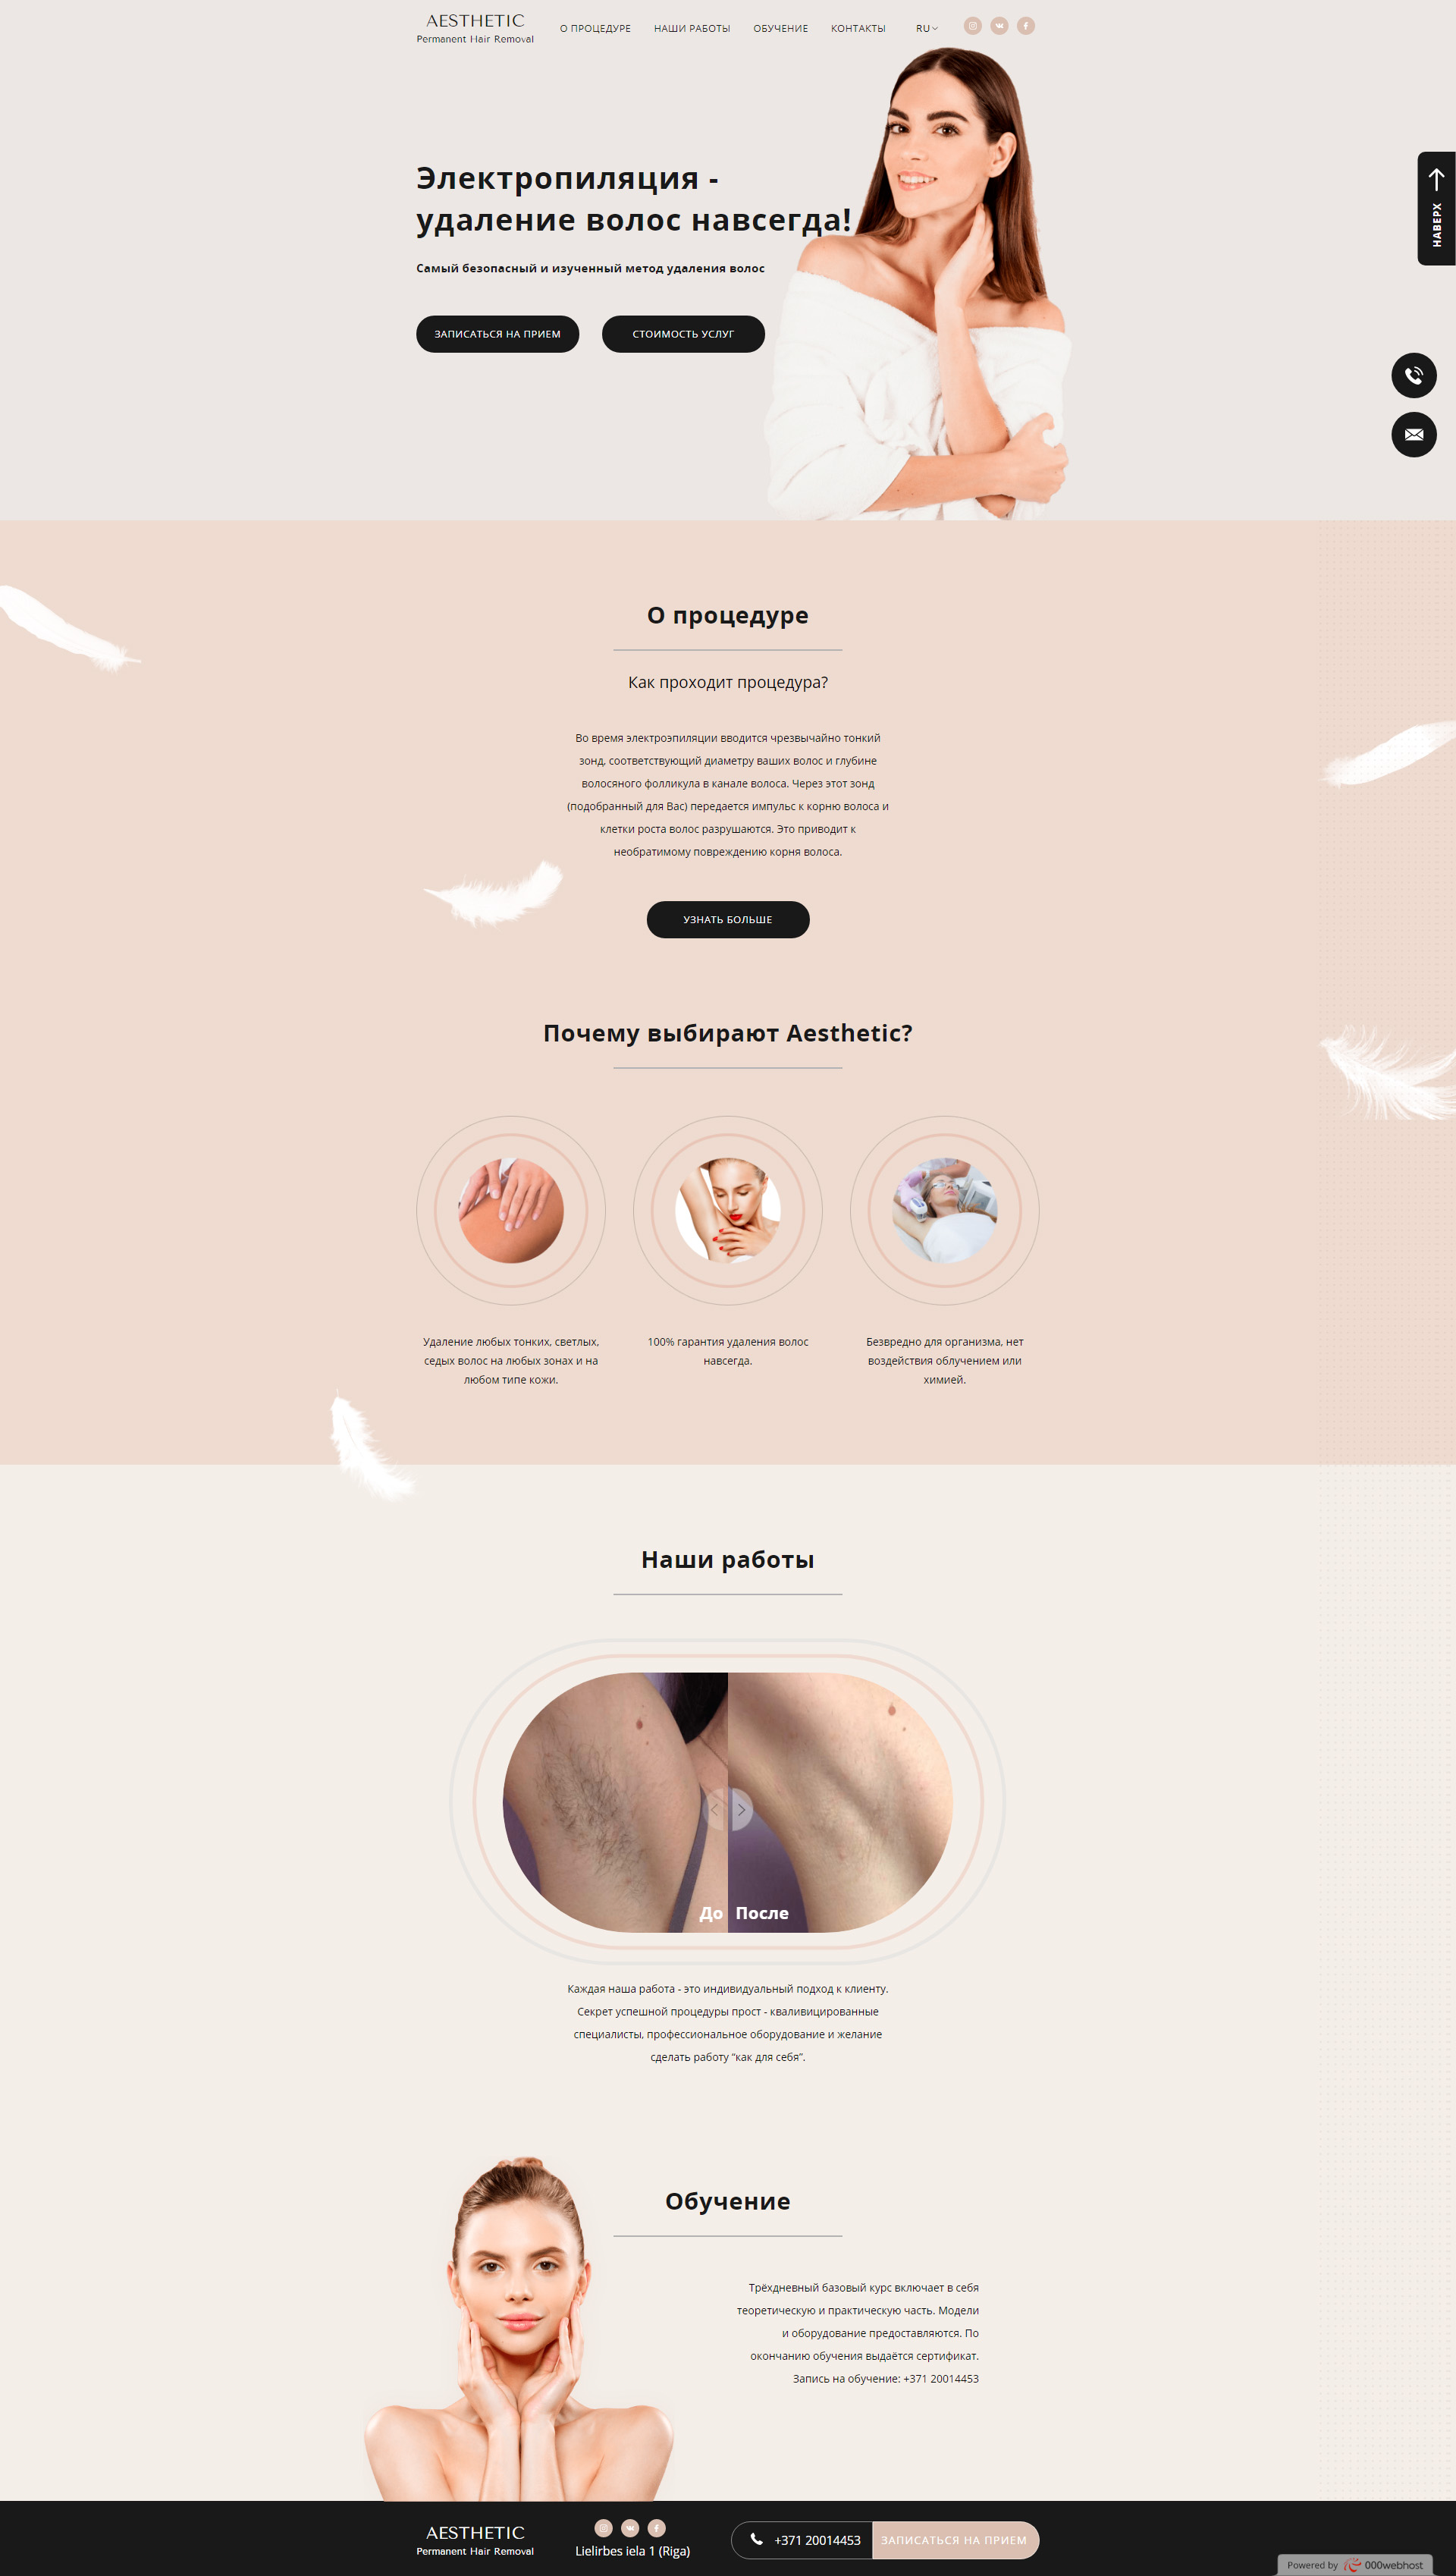 AESTHETIC
Permanent Hair Removal
О ПРОЦЕДУРЕ
НАШИ РАБОТЫ
ОБУЧЕНИЕ
КОНТАКТЫ
RU
НАВЕРХ
Электропиляция -
удаление волос навсегда!
Самый безопасный и изученный метод удаления волос
ЗАПИСАТЬСЯ НА ПРИЕМ
СТОИМОСТЬ УСЛУГ
О процедуре
Как проходит процедура?
Во время электроэпиляции вводится чрезвычайно тонкий
зонд, соответствующий диаметру ваших волос и глубине
волосяного фолликула в канале волоса. Через этот зонд
(подобранный для Вас) передается импульс к корню волоса и
клетки роста волос разрушаются. Это приводит к
необратимому повреждению корня волоса.
УЗНАТЬ БОЛЬШЕ
Почему выбирают Aesthetic?
Удаление любых тонких, светлых,
седых волос на любых зонах и на
любом типе кожи.
100% гарантия удаления волос
навсегда.
Безвредно для организма, нет
воздействия облучением или
химией.
Наши работы
До
После
Каждая наша работа - это индивидуальный подход к клиенту.
Секрет успешной процедуры прост - кваливицированные
специалисты, профессиональное оборудование и желание
сделать работу “как для себя”.
Обучение
Трёхдневный базовый курс включает в себя
теоретическую и практическую часть. Модели
и оборудование предоставляются. По
окончанию обучения выдаётся сертификат.
Запись на обучение: +371 20014453
AESTHETIC
Permanent Hair Removal
Lielirbes iela 1 (Riga)
+371 20014453
ЗАПИСАТЬСЯ НА ПРИЕМ
Powered by 000webhost